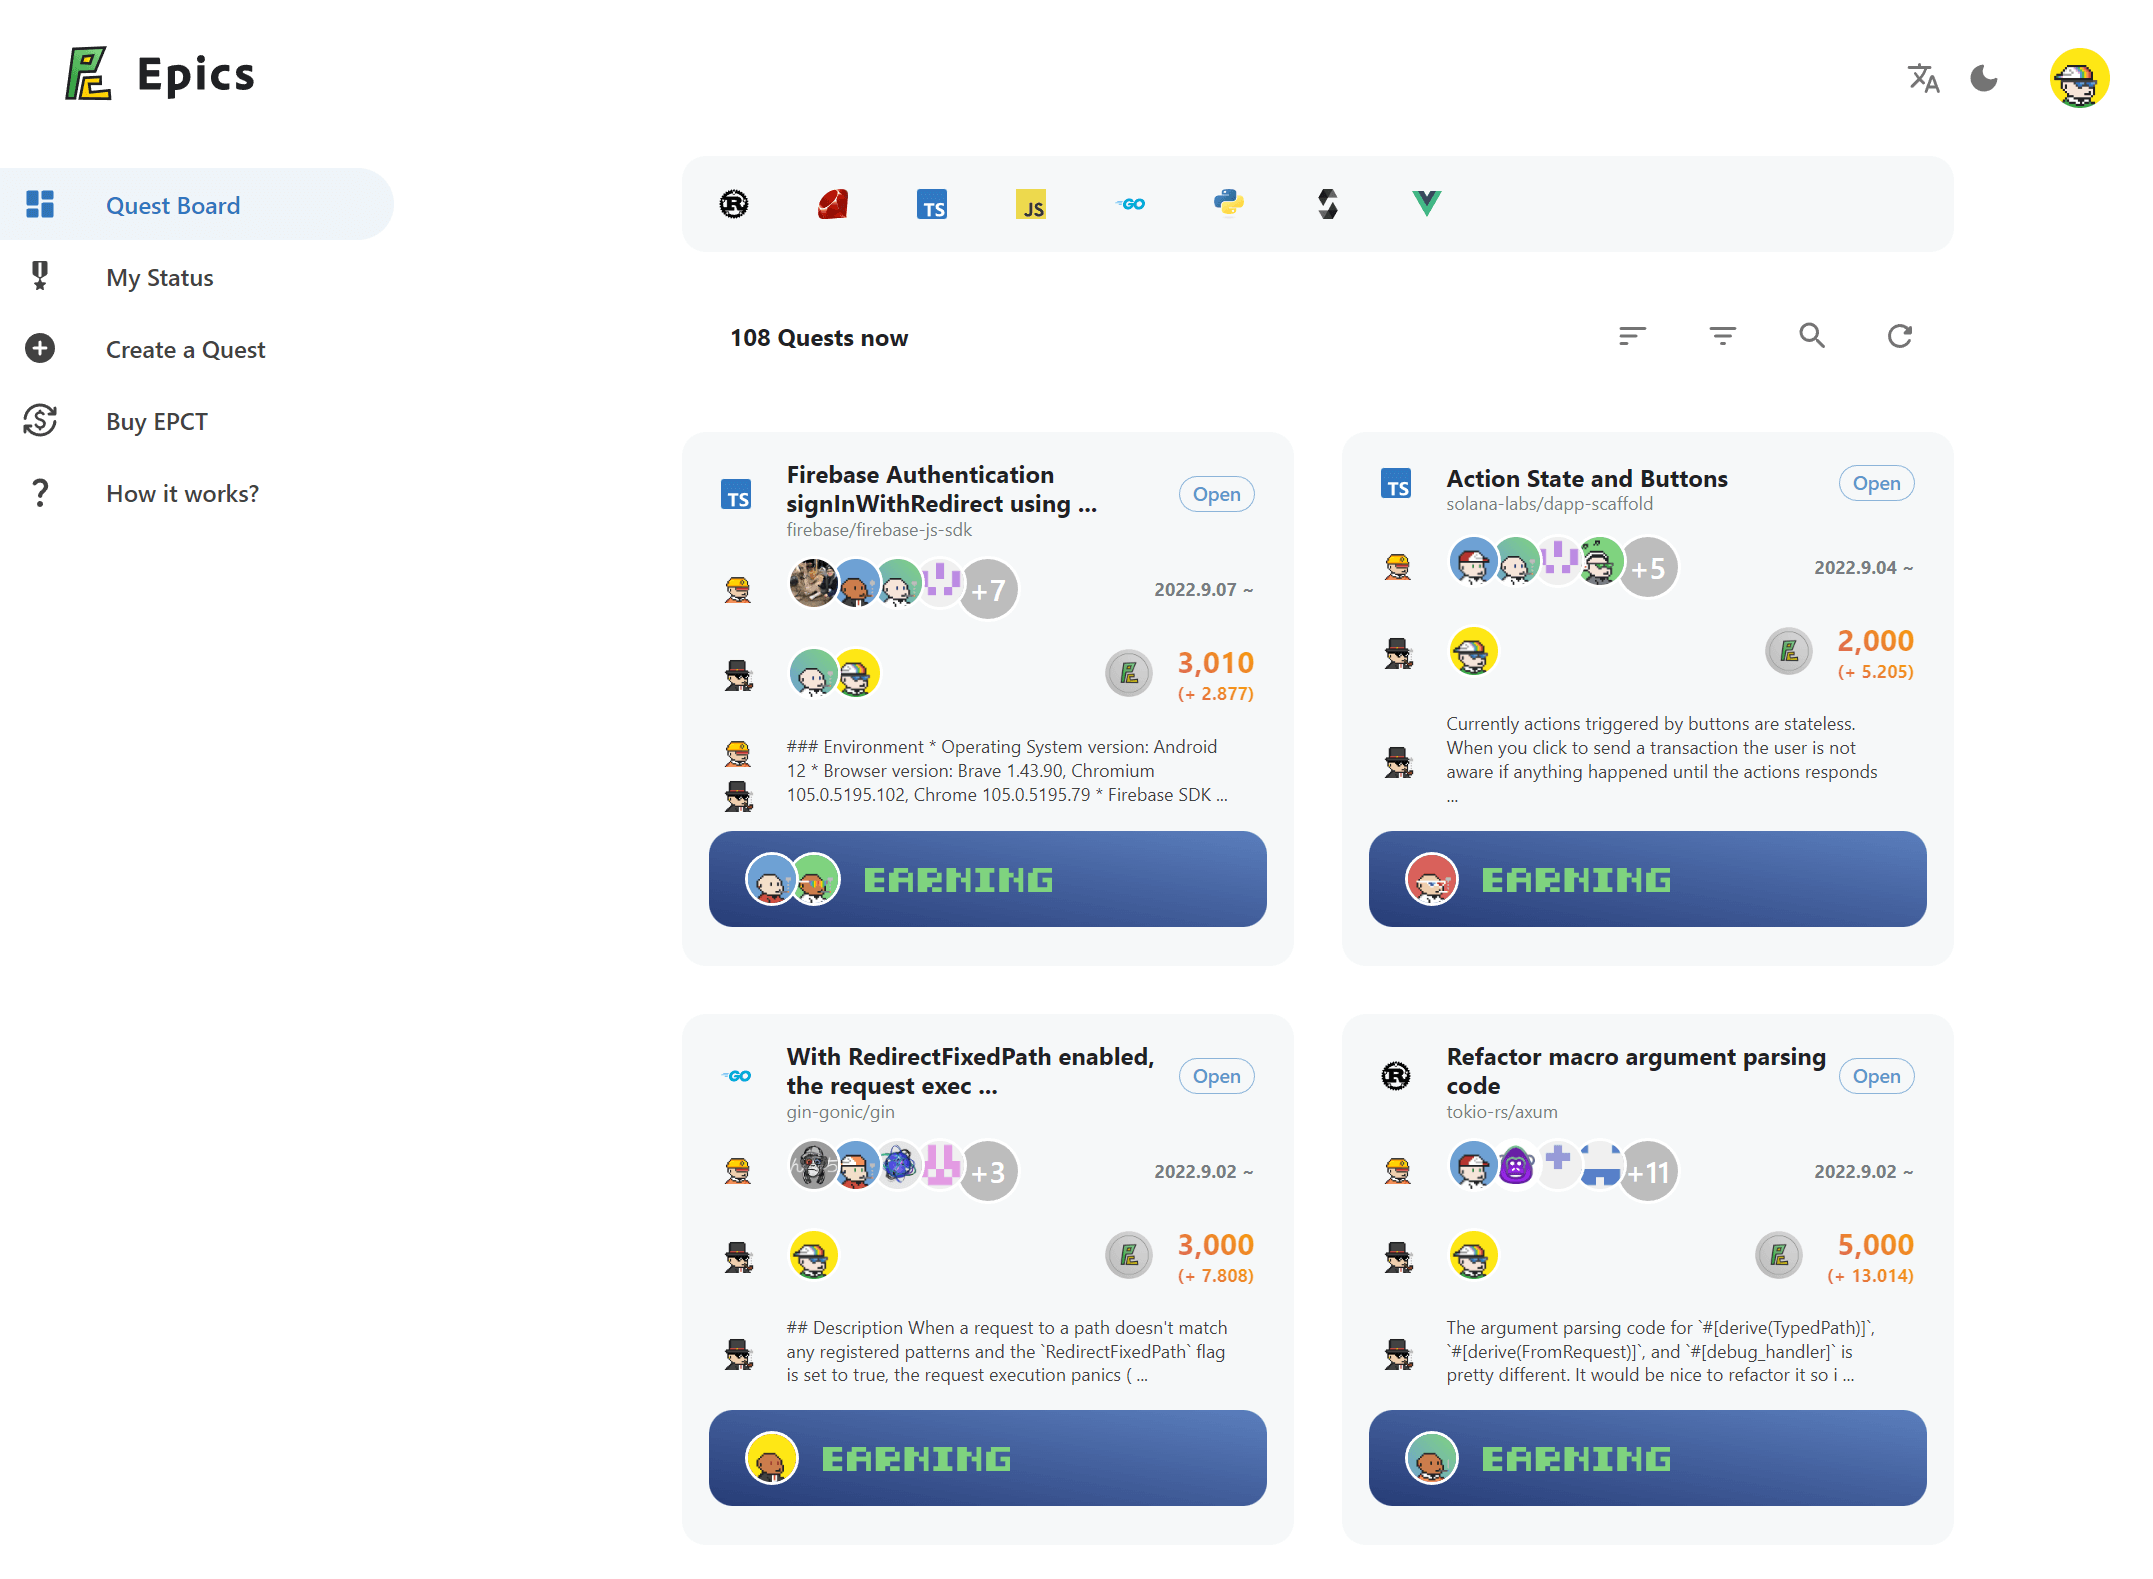 Epics
Quest Board
My Status
Create a Quest
Buy EPCT
How it works?
R
TS
JS
GO
108 Quests now
TS
Firebase Authentication
signInWithRedirect using ...
firebase/firebase-js-sdk
Open
+7
2022.9.07 ~
3,010
(+ 2.877)
### Environment * Operating System version: Android
12 * Browser version: Brave 1.43.90, Chromium
105.0.5195.102, Chrome 105.0.5195.79 * Firebase SDK ...
EARNING
TS
Action State and Buttons
solana-labs/dapp-scaffold
Open
+5
2022.9.04 ~
2,000
(+ 5.205)
Currently actions triggered by buttons are stateless.
When you click to send a transaction the user is not
aware if anything happened until the actions responds
...
EARNING
GO
With RedirectFixedPath enabled,
the request exec ...
gin-gonic/gin
Open
+3
2022.9.02 ~
3,000
(+ 7.808)
## Description When a request to a path doesn't match
any registered patterns and the `RedirectFixedPath` flag
is set to true, the request execution panics ( ...
EARNING
R
Refactor macro argument parsing
code
tokio-rs/axum
Open
+11
2022.9.02 ~
5,000
(+ 13.014)
The argument parsing code for `#[derive(TypedPath)]`,
`#[derive(FromRequest)]`, and `#[debug_handler]` is
pretty different. It would be nice to refactor it so i ...
EARNING